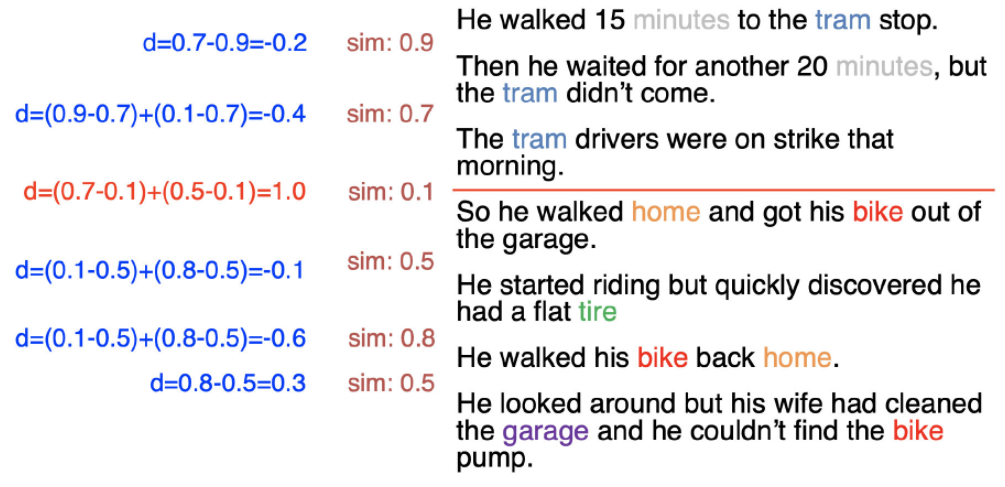 He walked 15 minutes to the tram stop.
d=0.7-0.9=-0.2 sim: 0.9
Then he waited for another 20 minutes, but
the tram didn't come.
d=(0.9-0.7)+(0.1-0.7)=-0.4 sim: 0.7
The tram drivers were on strike that
morning.
d=(0.7-0.1)+(0.5-0.1)=1.0 sim: 0.1
So he walked home and got his bike out of
the garage.
d=(0.1-0.5)+(0.8-0.5)=-0.1 sim: 0.5
He started riding but quickly discovered he
had a flat tire
d=(0.1-0.5)+(0.8-0.5)=-0.6 sim: 0.8
He walked his bike back home.
d=0.8-0.5=0.3 sim: 0.5
He looked around but his wife had cleaned
the garage and he couldn't find the bike
pump.